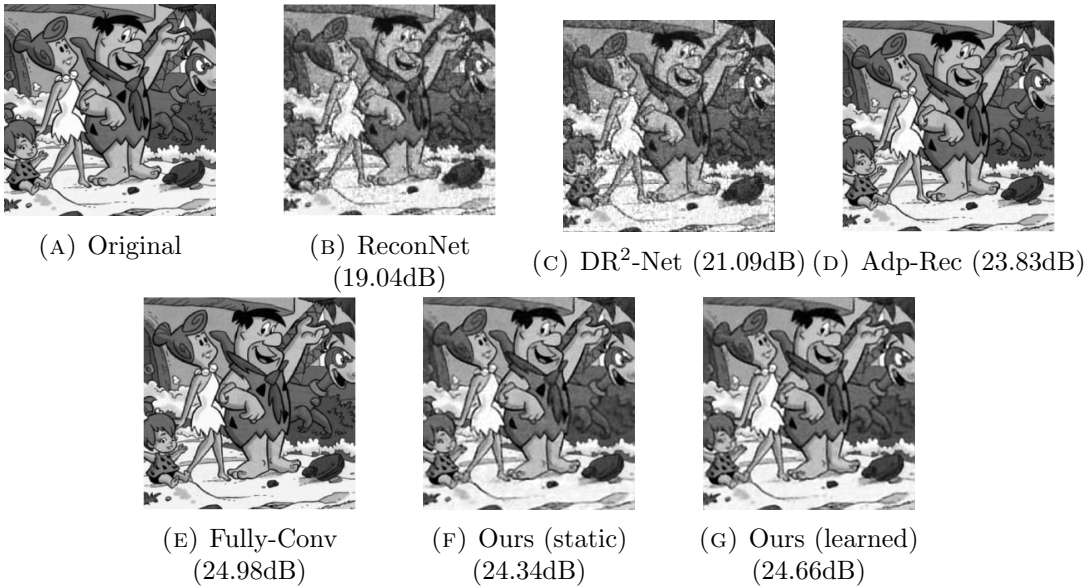 (A) Original
(B) ReconNet
(19.04dB)
(C) DR²-Net (21.09dB)
(D) Adp-Rec (23.83dB)
(E) Fully-Conv
(24.98dB)
(F) Ours (static)
(24.34dB)
(G) Ours (learned)
(24.66dB)